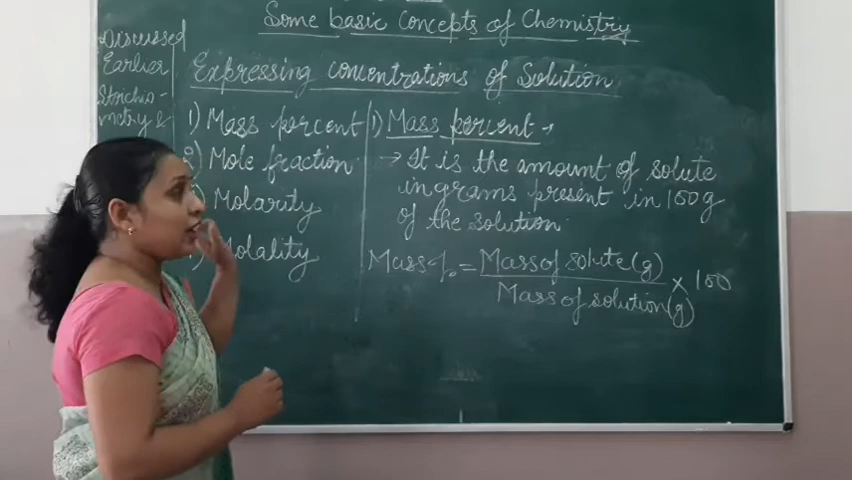 Some basic Concepts of Chemistry
Discussed
Earlier
Stoichio-
metry &
Expressing concentrations of Solution
1) Mass percent
2) Mole fraction
3) Molarity
) Molality
1) Mass percent →
→ It is the amount of solute
in grams present in 100g
of the solution.
Mass % = Mass of solute(g) × 100
Mass of solution(g)